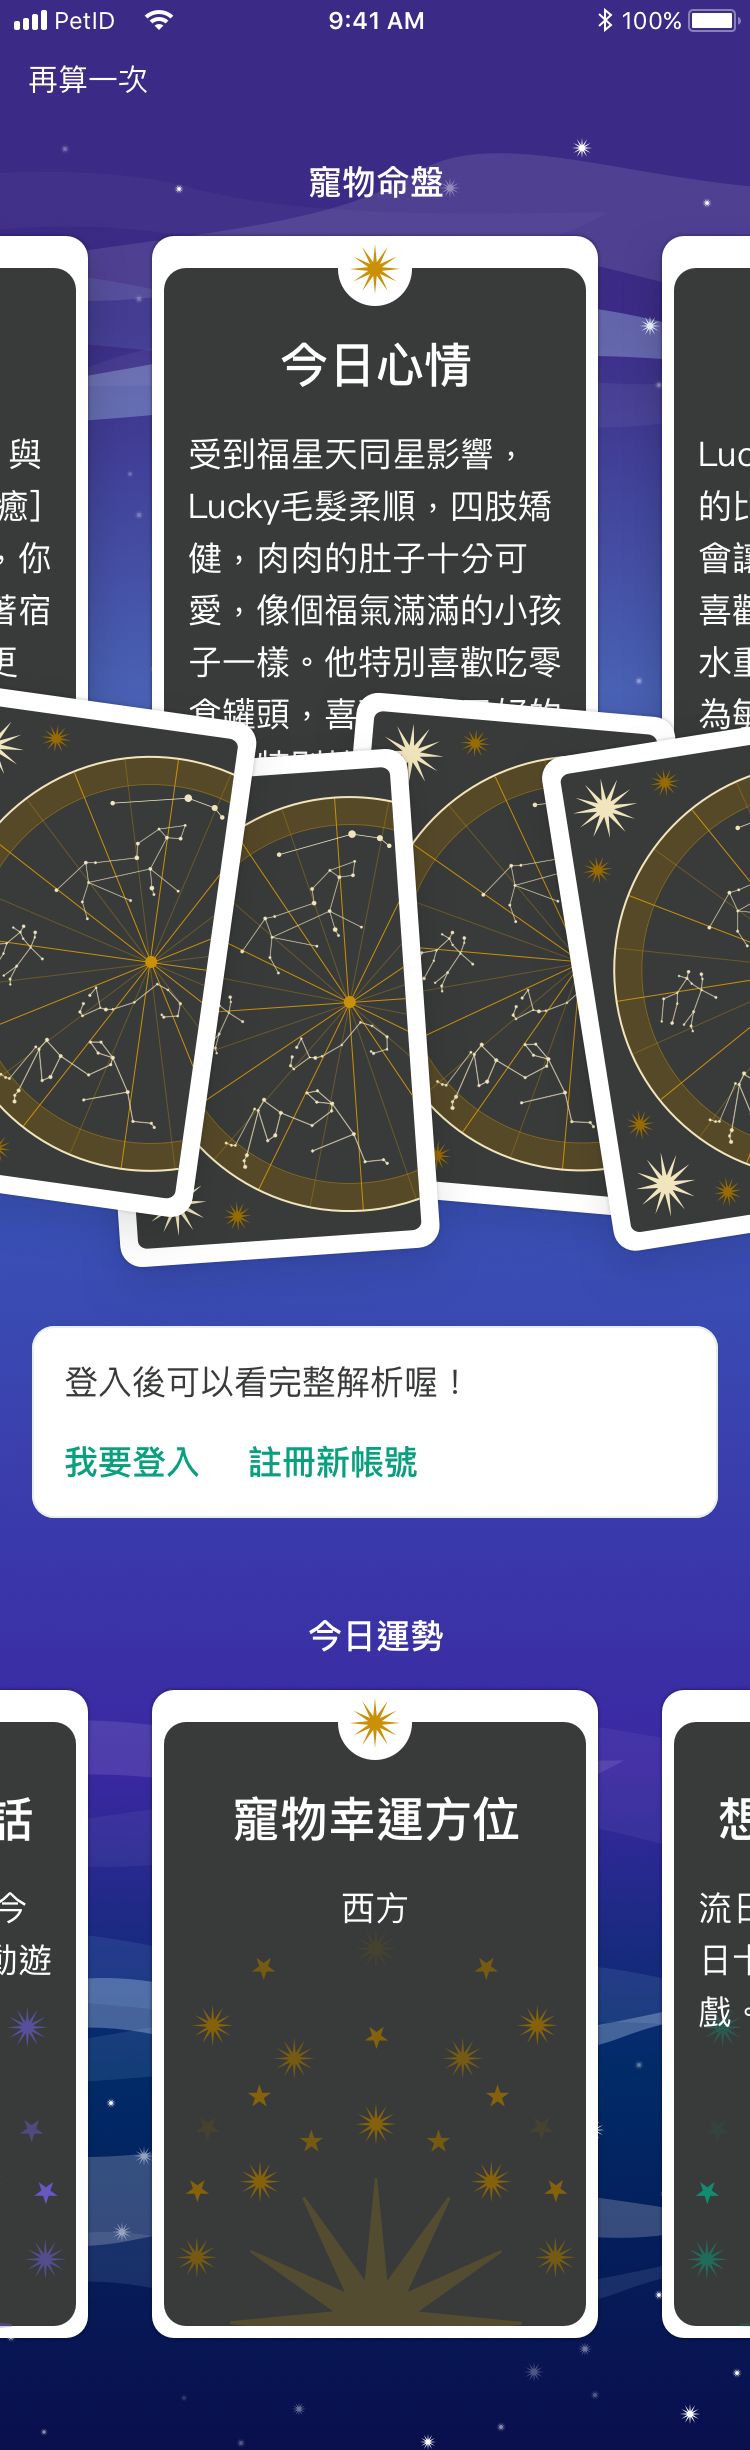 PetID 9:41 AM 100%
再算一次
寵物命盤
今日心情
受到福星天同星影響，
Lucky毛髮柔順，四肢矯
健，肉肉的肚子十分可
愛，像個福氣滿滿的小孩
子一樣。他特別喜歡吃零
食罐頭，喜
與
癒]
，你
著宿
更
Luc
的比
會讓
喜歡
水重
為敏
登入後可以看完整解析喔！
我要登入 註冊新帳號
今日運勢
寵物幸運方位
西方
話
今
動遊
想
流日
日十
戲。